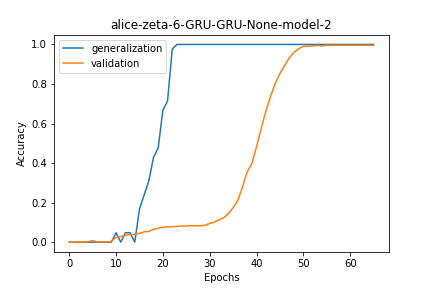 alice-zeta-6-GRU-GRU-None-model-2
generalization
validation
Accuracy
1.0
0.8
0.6
0.4
0.2
0.0
0 10 20 30 40 50 60
Epochs